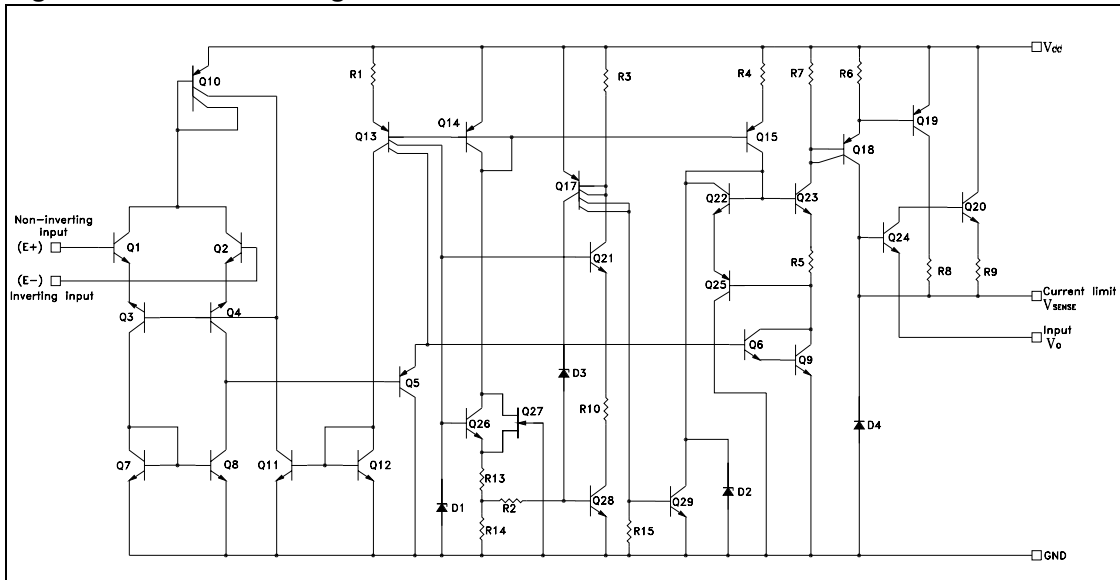 Vcc
R1
R3
R4
R7
R6
Q10
Q13
Q14
Q15
Q18
Q19
Q17
Q22
Q23
Q20
Non-inverting
input
(E+)
Q1
Q2
Q24
Q21
R5
(E-)
Inverting input
Q25
R8
R9
Current limit
VSENSE
Q3
Q4
Input
Vo
Q6
Q9
Q5
D3
Q27
R10
Q26
D4
Q7
Q8
Q11
Q12
R13
D2
D1
R2
Q28
Q29
R14
R15
GND